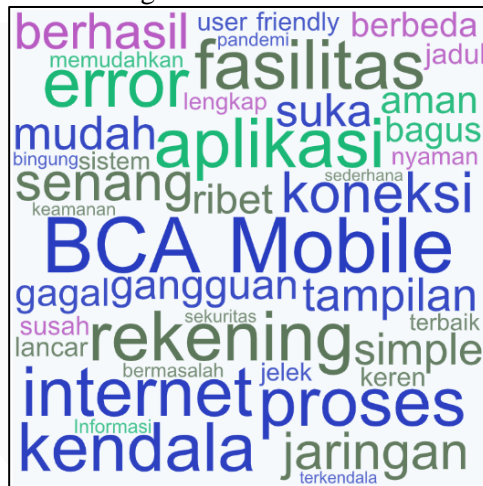 berhasil user friendly berbeda
pandemi
memudahkan fasilitas jadul
error lengkap suka aman
mudah aplikasi bagus
bingung sistem nyaman
senang ribet koneksi
sederhana
keamanan
BCA Mobile
gagal gangguan tampilan
susah rekening sekuritas terbaik
lancar simple
bermasalah jelek keren
internet proses
Informasi
kendala jaringan
terkendala